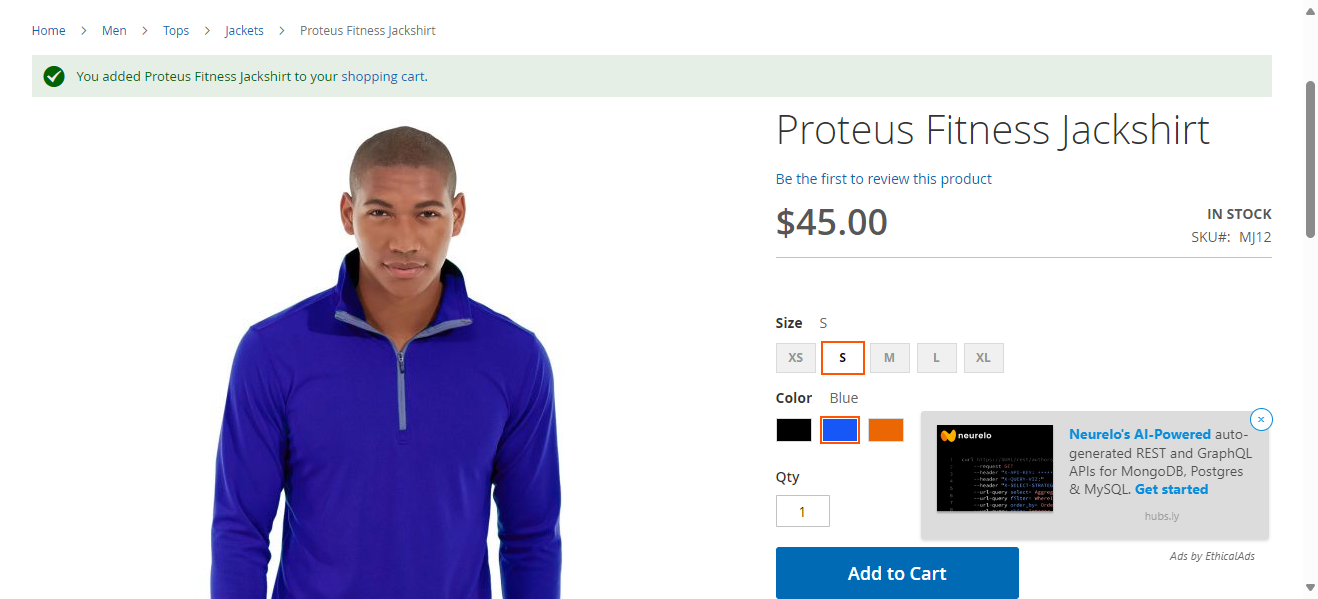 Home > Men > Tops > Jackets > Proteus Fitness Jackshirt
You added Proteus Fitness Jackshirt to your shopping cart.
Proteus Fitness Jackshirt
Be the first to review this product
$45.00
IN STOCK
SKU#: MJ12
Size S
XS S M L XL
Color Blue
Qty
1
Add to Cart
neurelo
Neurelo's AI-Powered auto-
generated REST and GraphQL
APIs for MongoDB, Postgres
& MySQL. Get started
hubs.ly
Ads by EthicalAds